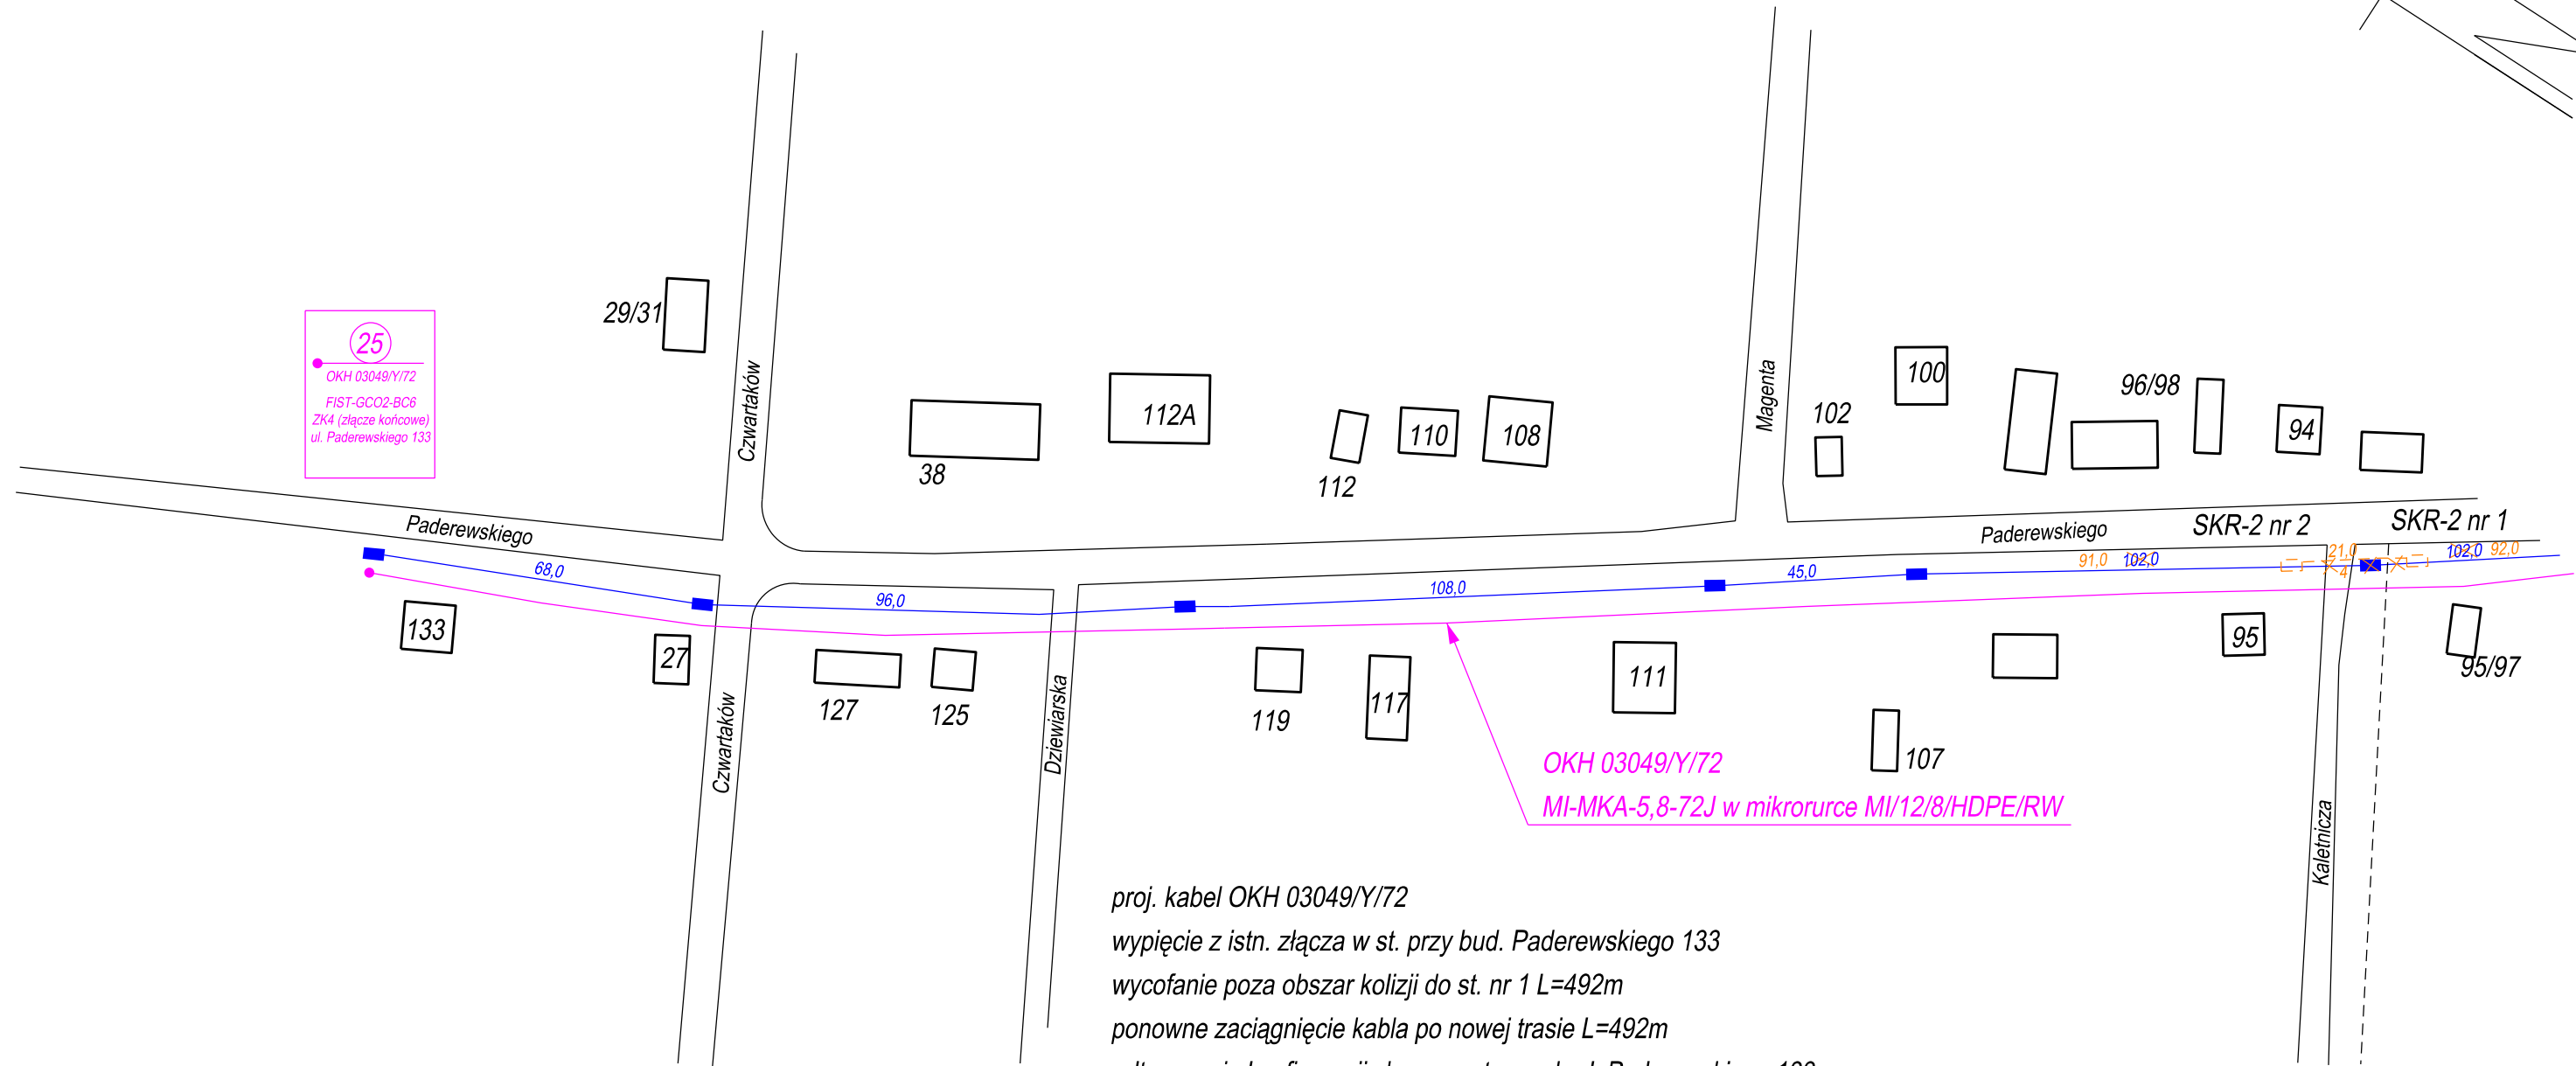 25
OKH 03049/Y/72
FIST-GCO2-BC6
ZK4 (złącze końcowe)
ul. Paderewskiego 133
29/31
Czwartaków
38
112A
112
110
108
Magenta
102
100
96/98
94
Paderewskiego
Paderewskiego
SKR-2 nr 2
SKR-2 nr 1
68,0
96,0
108,0
45,0
91,0
102,0
21,0
4
102,0
92,0
133
27
127
125
Czwartaków
Dziewiarska
119
117
111
107
95
95/97
Kaletnicza
OKH 03049/Y/72
MI-MKA-5,8-72J w mikrorurce MI/12/8/HDPE/RW
proj. kabel OKH 03049/Y/72
wypięcie z istn. złącza w st. przy bud. Paderewskiego 133
wycofanie poza obszar kolizji do st. nr 1 L=492m
ponowne zaciągnięcie kabla po nowej trasie L=492m